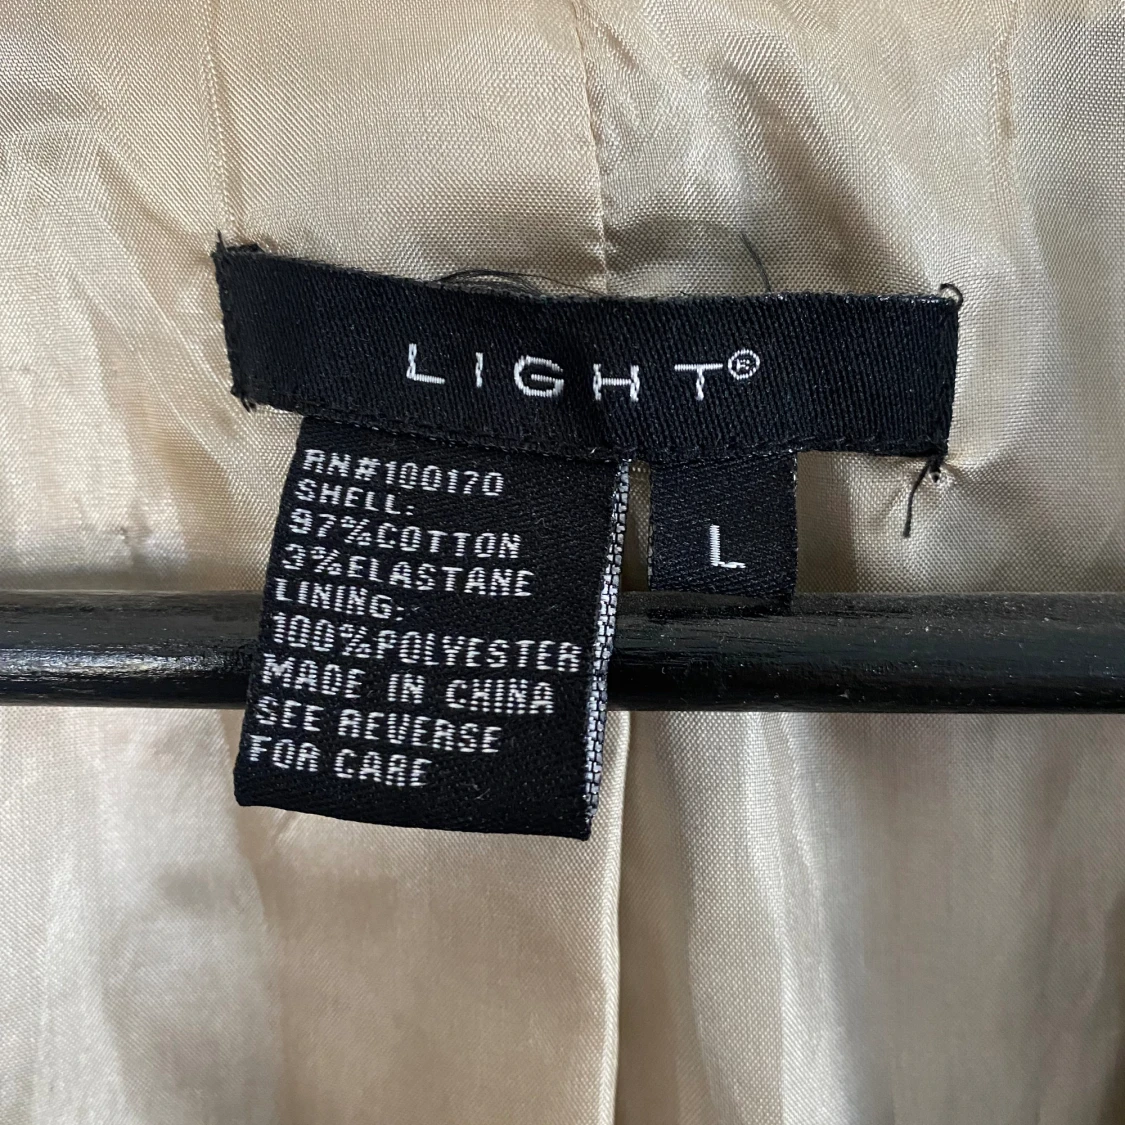 LIGHT®
RN#100170
SHELL:
97%COTTON
3%ELASTANE
LINING:
100%POLYESTER
MADE IN CHINA
SEE REVERSE
FOR CARE
L